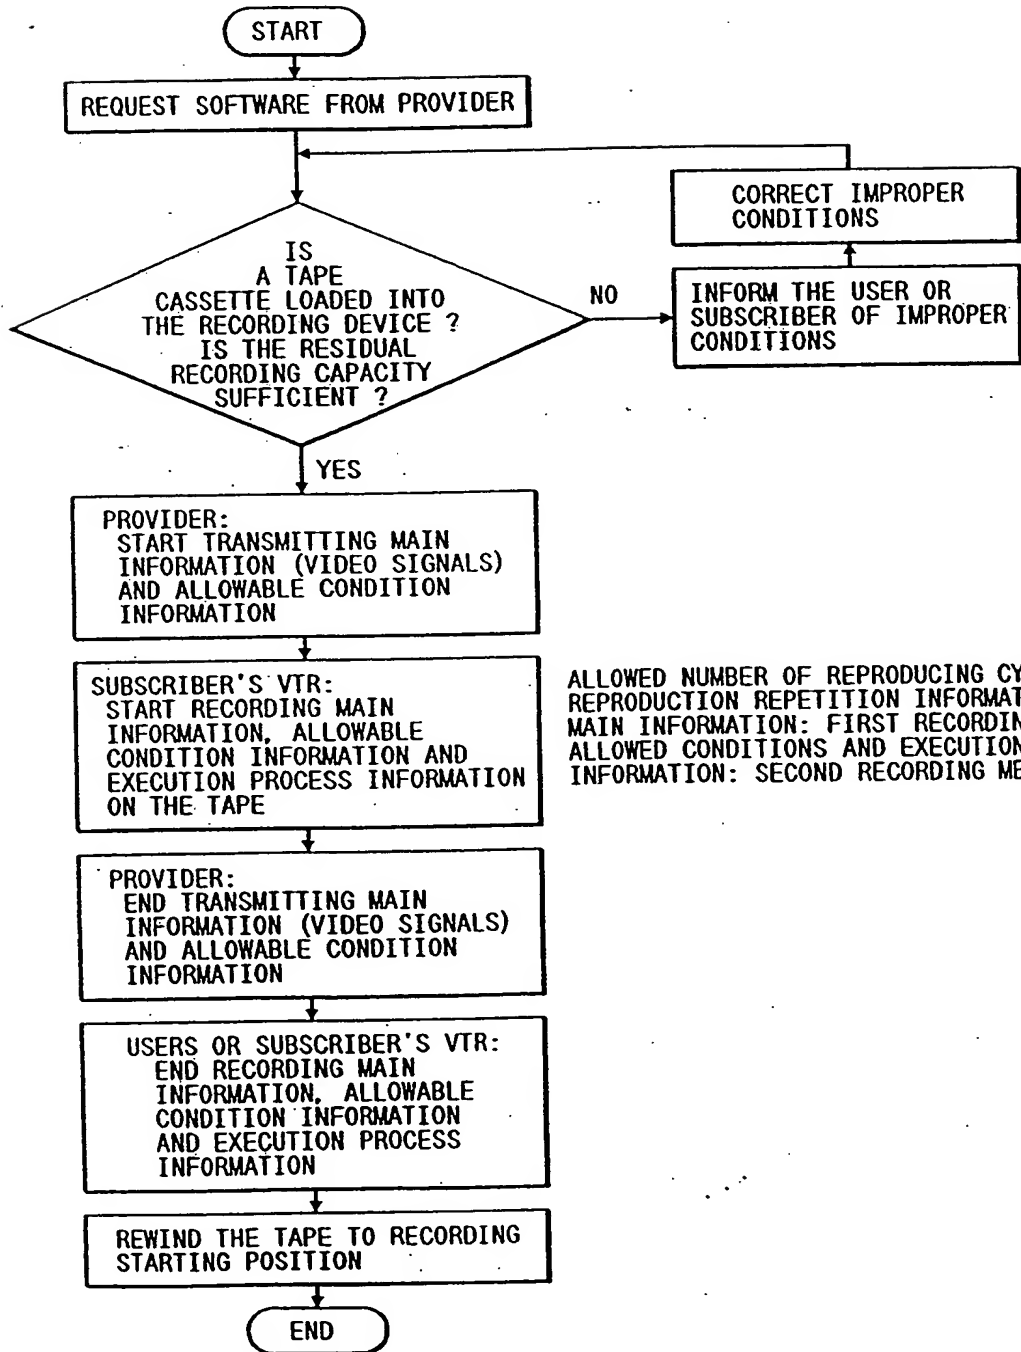 START
REQUEST SOFTWARE FROM PROVIDER
CORRECT IMPROPER
CONDITIONS
IS
A TAPE
CASSETTE LOADED INTO
THE RECORDING DEVICE ?
IS THE RESIDUAL
RECORDING CAPACITY
SUFFICIENT ?
NO
INFORM THE USER OR
SUBSCRIBER OF IMPROPER
CONDITIONS
YES
PROVIDER:
START TRANSMITTING MAIN
INFORMATION (VIDEO SIGNALS)
AND ALLOWABLE CONDITION
INFORMATION
SUBSCRIBER'S VTR:
START RECORDING MAIN
INFORMATION, ALLOWABLE
CONDITION INFORMATION AND
EXECUTION PROCESS INFORMATION
ON THE TAPE
ALLOWED NUMBER OF REPRODUCING
REPRODUCTION REPETITION
MAIN INFORMATION: FIRST
ALLOWED CONDITIONS AND EXECUTION
INFORMATION: SECOND RECORDING
PROVIDER:
END TRANSMITTING MAIN
INFORMATION (VIDEO SIGNALS)
AND ALLOWABLE CONDITION
INFORMATION
USERS OR SUBSCRIBER'S VTR:
END RECORDING MAIN
INFORMATION, ALLOWABLE
CONDITION INFORMATION
AND EXECUTION PROCESS
INFORMATION
REWIND THE TAPE TO RECORDING
STARTING POSITION
END